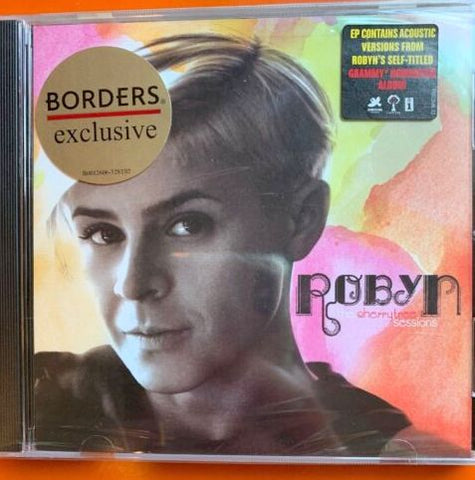 EP CONTAINS ACOUSTIC
VERSIONS FROM
ROBYN'S SELF-TITLED
GRAMMY® NOMINATED
ALBUM
BORDERS®
exclusive
ROBYN
cherrytree
sessions